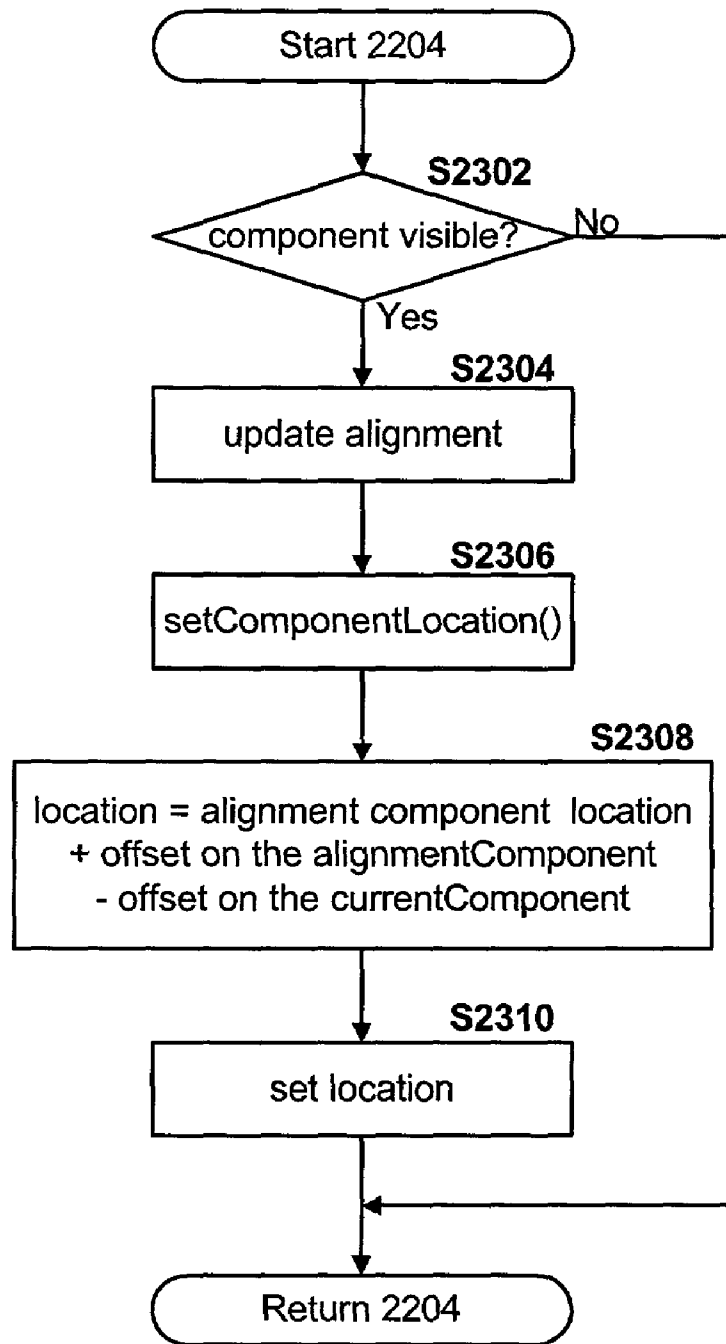 Start 2204
S2302
component visible?
No
Yes
S2304
update alignment
S2306
setComponentLocation()
S2308
location = alignment component location
+ offset on the alignmentComponent
- offset on the currentComponent
S2310
set location
Return 2204